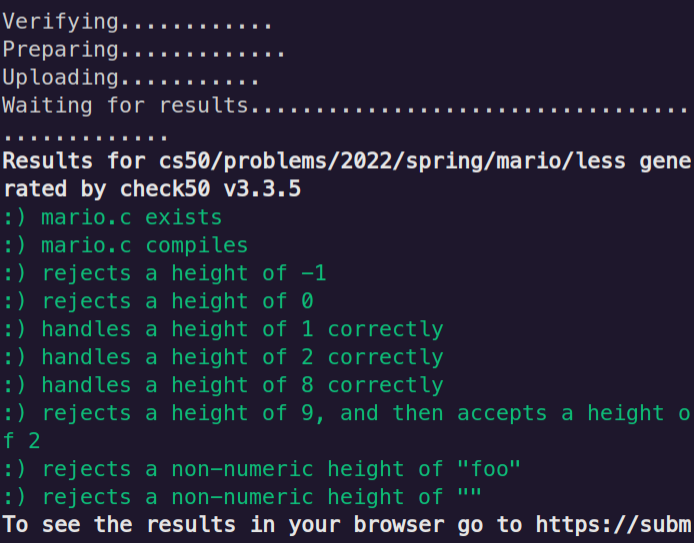 Verifying............
Preparing.............
Uploading...........
Waiting for results..................................
.............
Results for cs50/problems/2022/spring/mario/less gene
rated by check50 v3.3.5
:) mario.c exists
:) mario.c compiles
:) rejects a height of -1
:) rejects a height of 0
:) handles a height of 1 correctly
:) handles a height of 2 correctly
:) handles a height of 8 correctly
:) rejects a height of 9, and then accepts a height o
f 2
:) rejects a non-numeric height of "foo"
:) rejects a non-numeric height of ""
To see the results in your browser go to https://subm